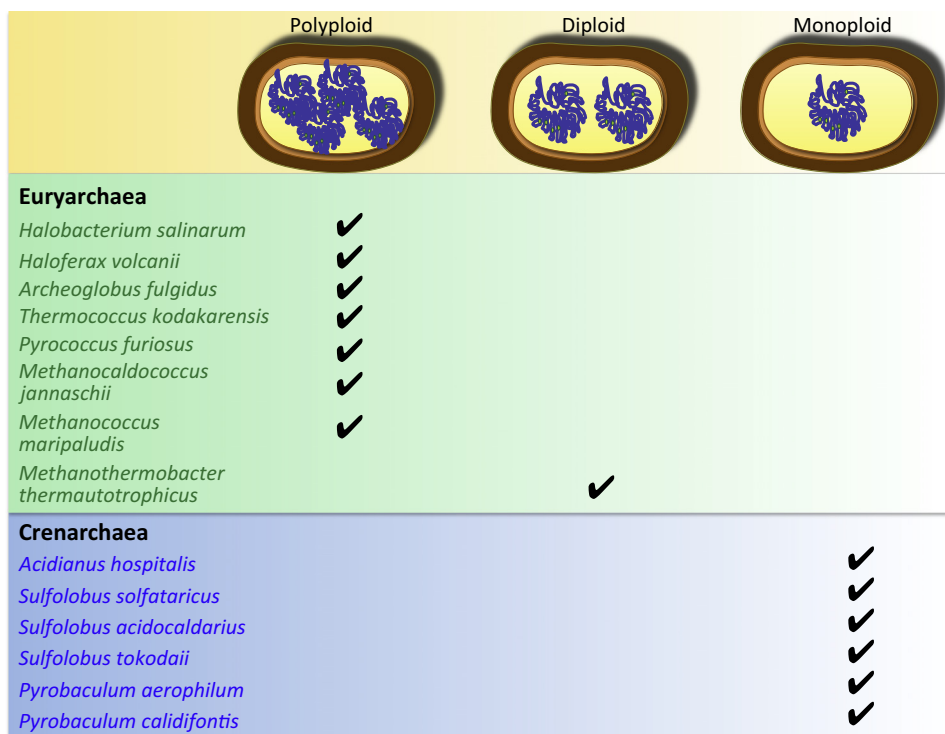 Polyploid Diploid Monoploid
Euryarchaea
Halobacterium salinarum ✔
Haloferax volcanii ✔
Archeoglobus fulgidus ✔
Thermococcus kodakarensis ✔
Pyrococcus furiosus ✔
Methanocaldococcus
jannaschii ✔
Methanococcus
maripaludis ✔
Methanothermobacter
thermautotrophicus ✔
Crenarchaea
Acidianus hospitalis ✔
Sulfolobus solfataricus ✔
Sulfolobus acidocaldarius ✔
Sulfolobus tokodaii ✔
Pyrobaculum aerophilum ✔
Pyrobaculum calidifontis ✔